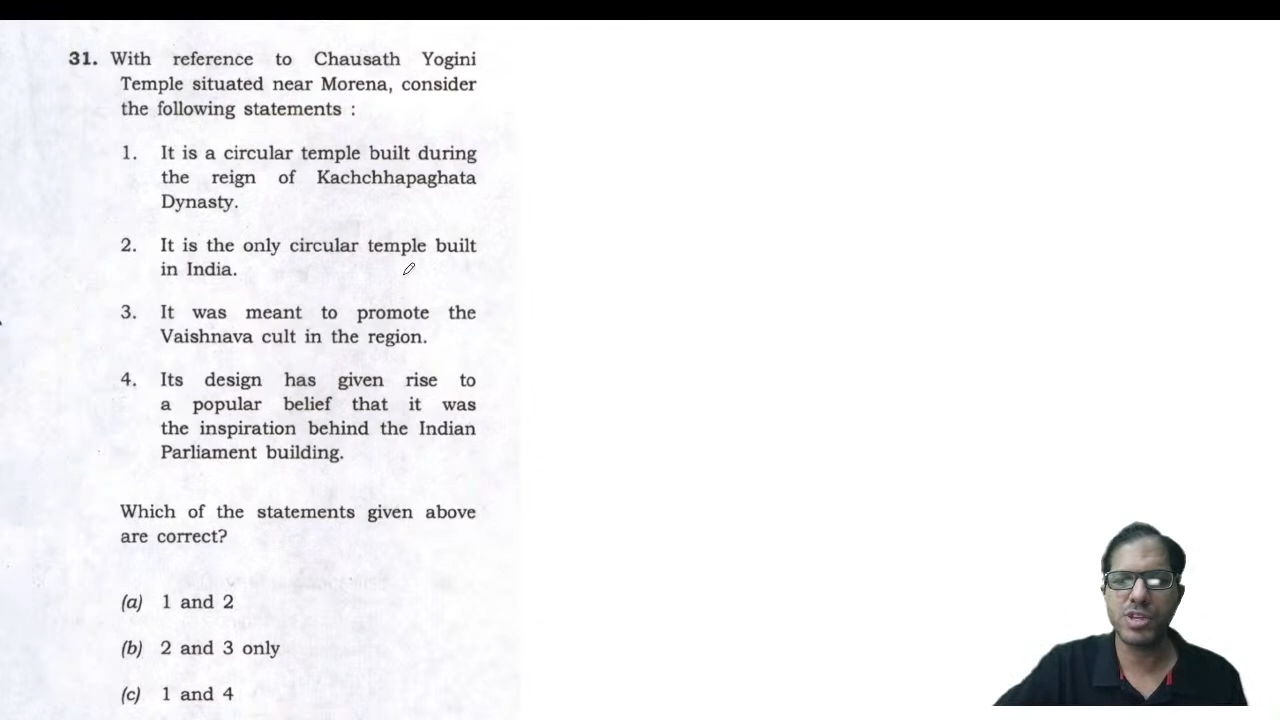 31. With reference to Chausath Yogini
Temple situated near Morena, consider
the following statements :
1. It is a circular temple built during
the reign of Kachchhapaghata
Dynasty.
2. It is the only circular temple built
in India.
3. It was meant to promote the
Vaishnava cult in the region.
4. Its design has given rise to
a popular belief that it was
the inspiration behind the Indian
Parliament building.
Which of the statements given above
are correct?
(a) 1 and 2
(b) 2 and 3 only
(c) 1 and 4